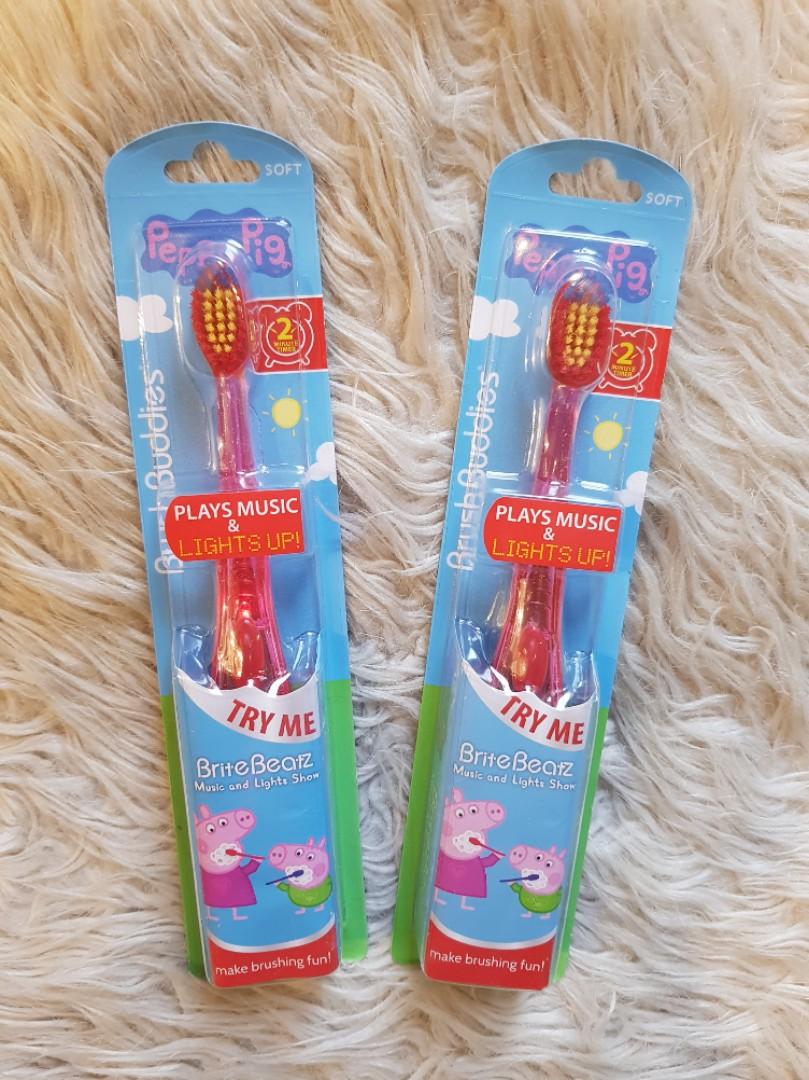 SOFT
Peppa Pig
2
MINUTE
TIMER
Brush Buddies
PLAYS MUSIC
&
LIGHTS UP!
TRY ME
BriteBeatz
Music and Lights Show
make brushing fun!
SOFT
Peppa Pig
2
MINUTE
TIMER
Brush Buddies
PLAYS MUSIC
&
LIGHTS UP!
TRY ME
BriteBeatz
Music and Lights Show
make brushing fun!